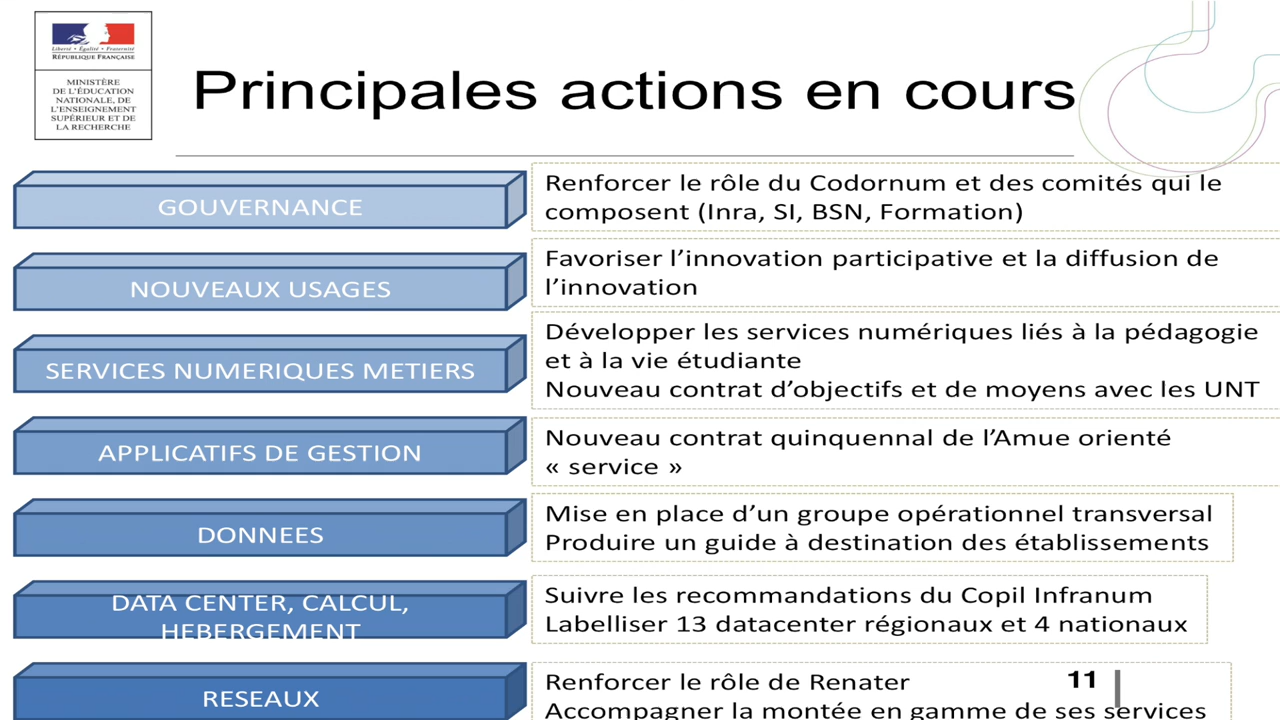 Liberté • Égalité • Fraternité
RÉPUBLIQUE FRANÇAISE
MINISTÈRE
DE L'ÉDUCATION
NATIONALE, DE
L'ENSEIGNEMENT
SUPÉRIEUR ET DE
LA RECHERCHE
Principales actions en cours
GOUVERNANCE
Renforcer le rôle du Codornum et des comités qui le
composent (Inra, SI, BSN, Formation)
NOUVEAUX USAGES
Favoriser l’innovation participative et la diffusion de
l’innovation
SERVICES NUMERIQUES METIERS
Développer les services numériques liés à la pédagogie
et à la vie étudiante
Nouveau contrat d’objectifs et de moyens avec les UNT
APPLICATIFS DE GESTION
Nouveau contrat quinquennal de l’Amue orienté
« service »
DONNEES
Mise en place d’un groupe opérationnel transversal
Produire un guide à destination des établissements
DATA CENTER, CALCUL,
HEBERGEMENT
Suivre les recommandations du Copil Infranum
Labelliser 13 datacenter régionaux et 4 nationaux
RESEAUX
Renforcer le rôle de Renater
Accompagner la montée en gamme de ses services
11